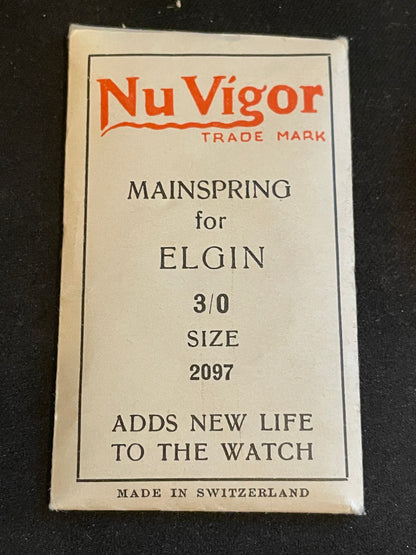 Nu Vigor
TRADE MARK
MAINSPRING
for
ELGIN
3/0
SIZE
2097
ADDS NEW LIFE
TO THE WATCH
MADE IN SWITZERLAND